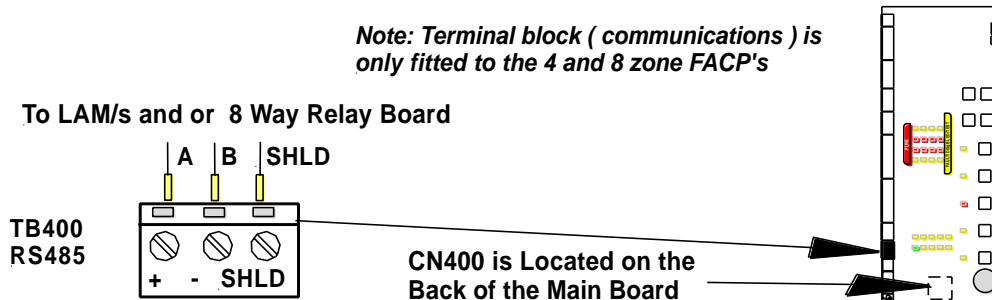 Note: Terminal block ( communications ) is
only fitted to the 4 and 8 zone FACP's
To LAM/s and or 8 Way Relay Board
A B SHLD
TB400
RS485
+ - SHLD
CN400 is Located on the
Back of the Main Board